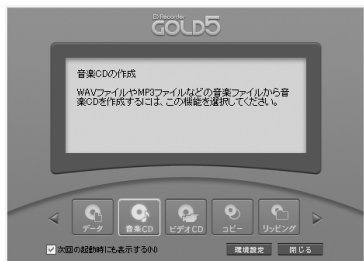 B's Recorder
GOLD5
音楽CDの作成
WAVファイルやMP3ファイルなどの音楽ファイルから音
楽CDを作成するには、この機能を選択してください。
データ 音楽CD ビデオCD コピー リッピング
次回の起動時にも表示する(N) 環境設定 閉じる